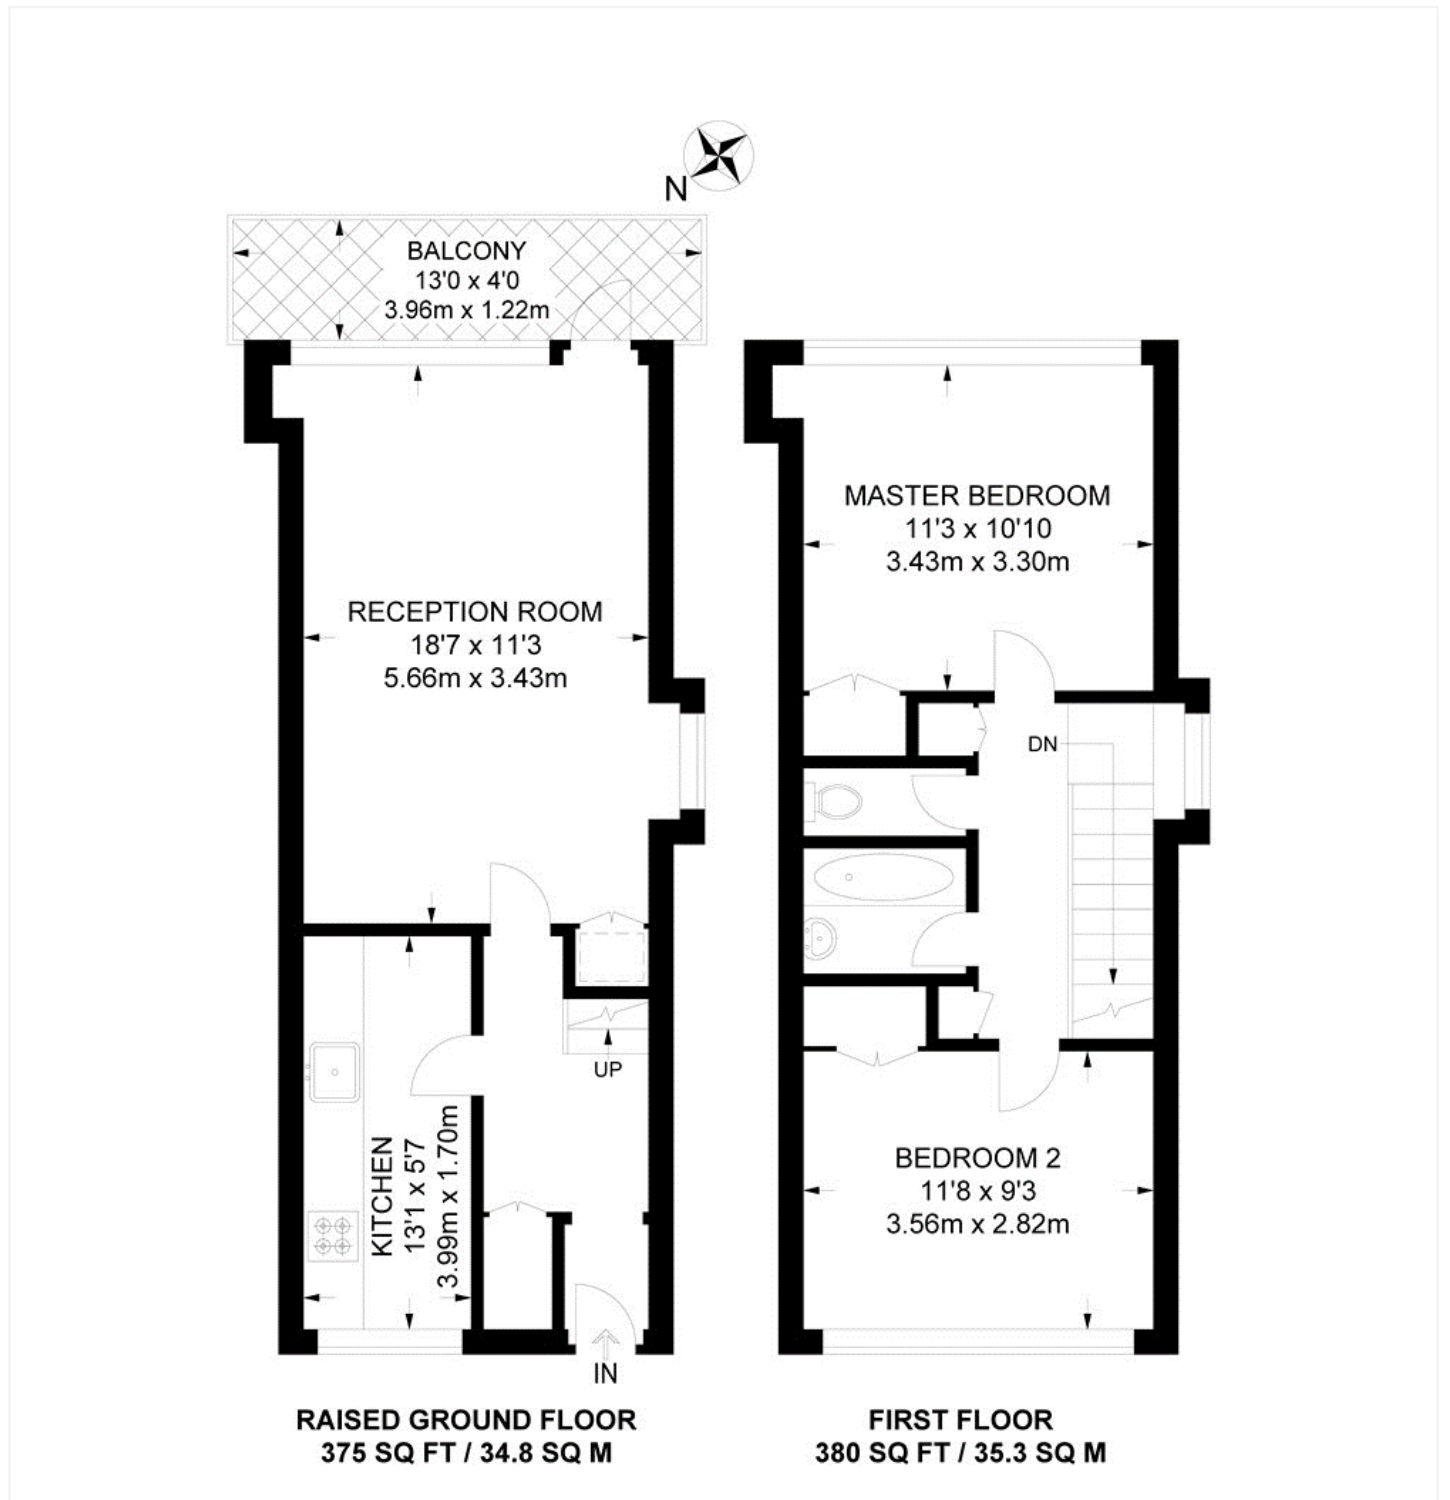 N
BALCONY
13'0 x 4'0
3.96m x 1.22m
RECEPTION ROOM
18'7 x 11'3
5.66m x 3.43m
KITCHEN
13'1 x 5'7
3.99m x 1.70m
UP
IN
RAISED GROUND FLOOR
375 SQ FT / 34.8 SQ M
MASTER BEDROOM
11'3 x 10'10
3.43m x 3.30m
DN
BEDROOM 2
11'8 x 9'3
3.56m x 2.82m
FIRST FLOOR
380 SQ FT / 35.3 SQ M